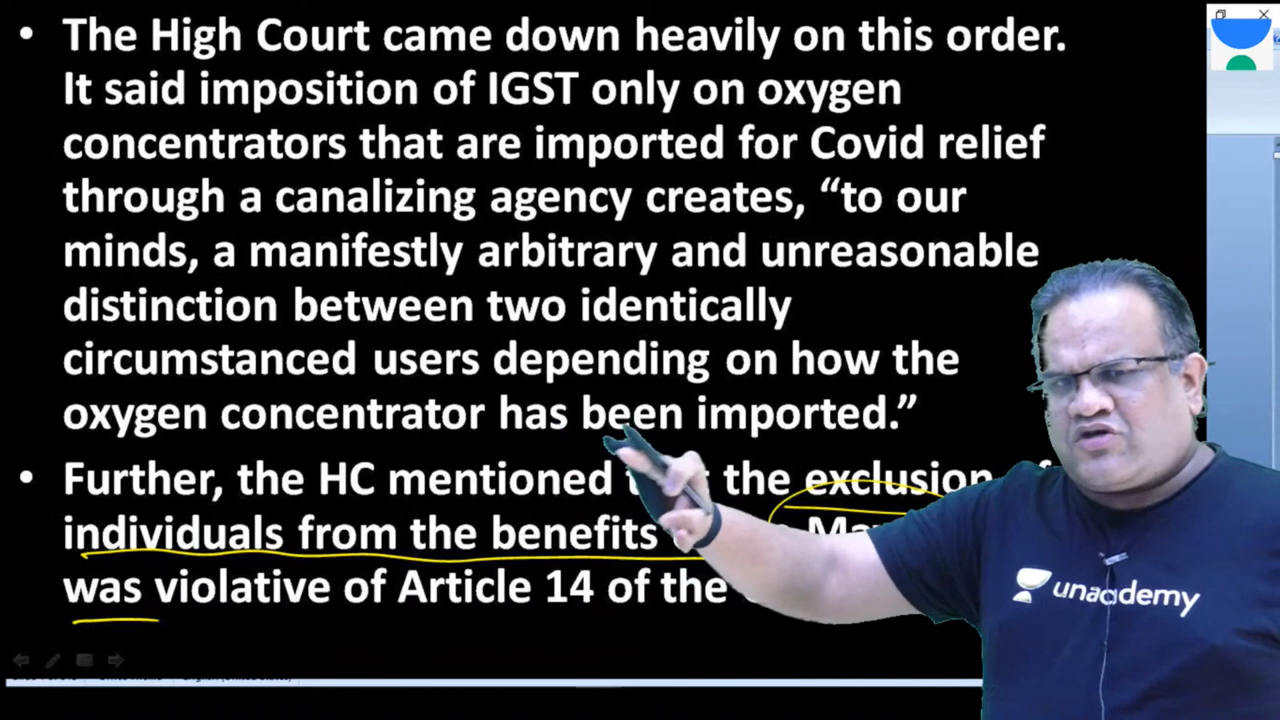 • The High Court came down heavily on this order.
It said imposition of IGST only on oxygen
concentrators that are imported for Covid relief
through a canalizing agency creates, “to our
minds, a manifestly arbitrary and unreasonable
distinction between two identically
circumstanced users depending on how the
oxygen concentrator has been imported.”
• Further, the HC mentioned the exclusion
individuals from the benefits
was violative of Article 14 of the
unacademy